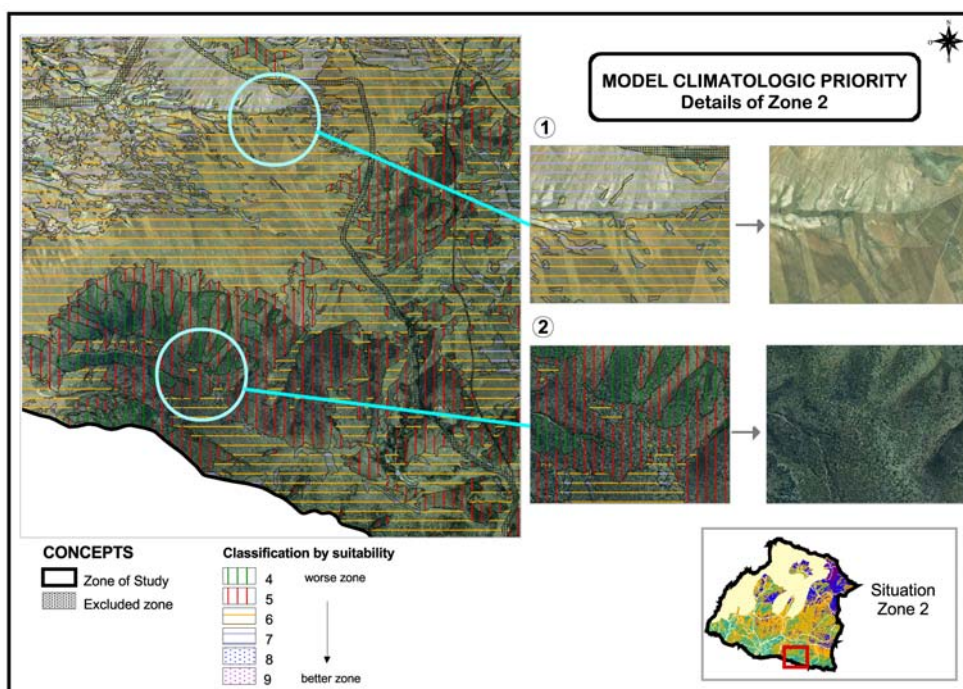 MODEL CLIMATOLOGIC PRIORITY
Details of Zone 2
1
2
CONCEPTS
Zone of Study
Excluded zone
Classification by suitability
4 worse zone
5
6
7
8
9 better zone
Situation
Zone 2